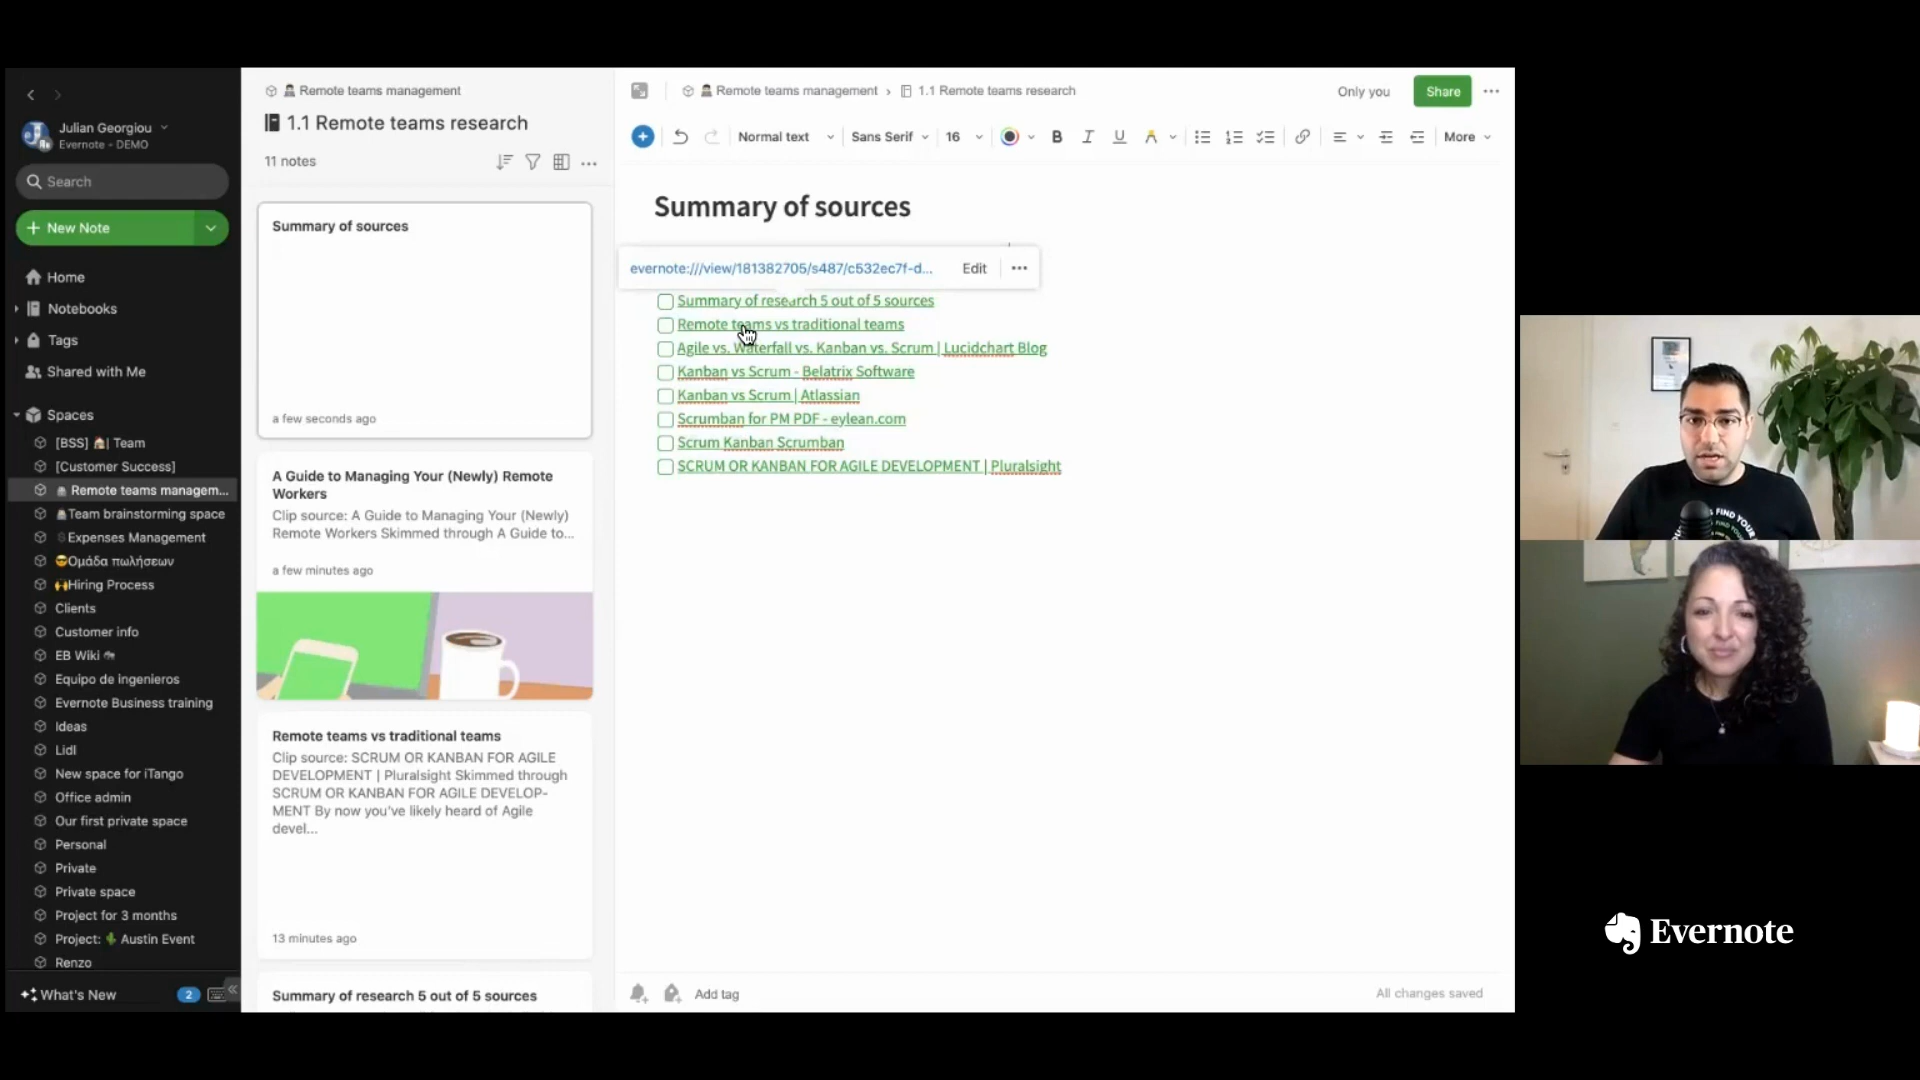 Julian Georgiou
Evernote - DEMO
Search
New Note
Home
Notebooks
Tags
Shared with Me
Spaces
[BSS] 🏠| Team
[Customer Success]
Remote teams managem...
Team brainstorming space
Expenses Management
😎Ομάδα πωλήσεων
🙌Hiring Process
Clients
Customer info
EB Wiki
Equipo de ingenieros
Evernote Business training
Ideas
Lidl
New space for iTango
Office admin
Our first private space
Personal
Private
Private space
Project for 3 months
Project: 🌵 Austin Event
Renzo
What's New
2
Remote teams management
1.1 Remote teams research
11 notes
Summary of sources
a few seconds ago
A Guide to Managing Your (Newly) Remote
Workers
Clip source: A Guide to Managing Your (Newly)
Remote Workers Skimmed through A Guide to...
a few minutes ago
Remote teams vs traditional teams
Clip source: SCRUM OR KANBAN FOR AGILE
DEVELOPMENT | Pluralsight Skimmed through
SCRUM OR KANBAN FOR AGILE DEVELOP-
MENT By now you've likely heard of Agile
devel...
13 minutes ago
Summary of research 5 out of 5 sources
Remote teams management › 1.1 Remote teams research
Only you
Share
Normal text
Sans Serif
16
B I U A
More
Summary of sources
evernote:///view/181382705/s487/c532ec7f-d...
Edit
Summary of research 5 out of 5 sources
Remote teams vs traditional teams
Agile vs. Waterfall vs. Kanban vs. Scrum | Lucidchart Blog
Kanban vs Scrum - Belatrix Software
Kanban vs Scrum | Atlassian
Scrumban for PM PDF - eylean.com
Scrum Kanban Scrumban
SCRUM OR KANBAN FOR AGILE DEVELOPMENT | Pluralsight
Add tag
All changes saved
FIND YOUR
Evernote